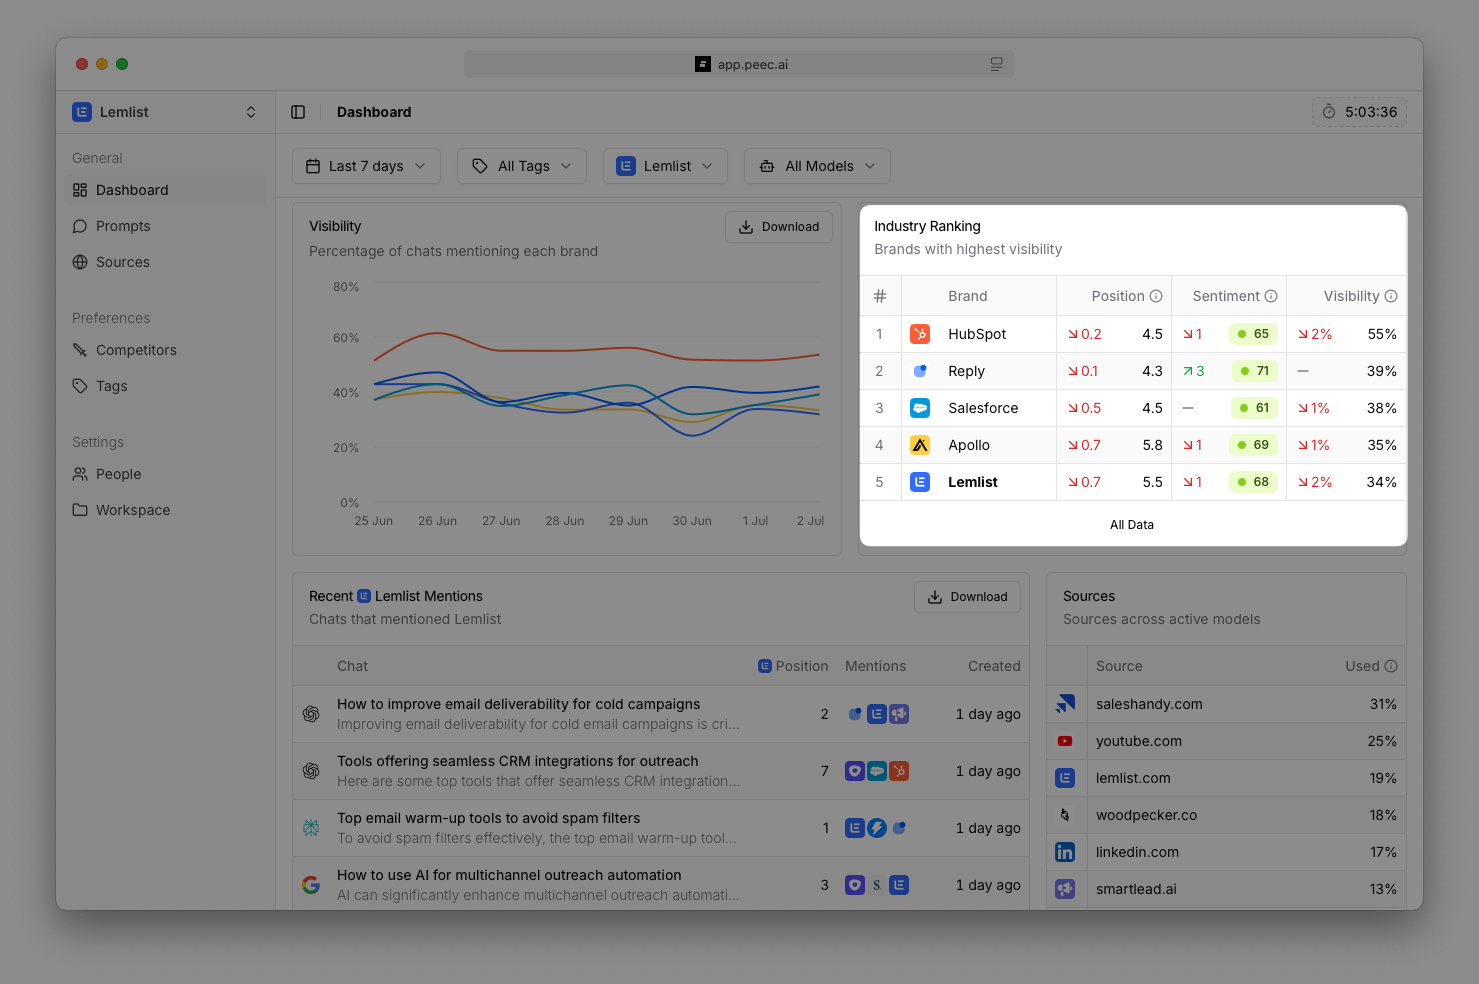 app.peec.ai
Lemlist
Dashboard
5:03:36
General
Dashboard
Prompts
Sources
Preferences
Competitors
Tags
Settings
People
Workspace
Last 7 days
All Tags
Lemlist
All Models
Visibility
Download
Percentage of chats mentioning each brand
80%
60%
40%
20%
0%
25 Jun 26 Jun 27 Jun 28 Jun 29 Jun 30 Jun 1 Jul 2 Jul
Industry Ranking
Brands with highest visibility
# Brand Position Sentiment Visibility
1 HubSpot 0.2 4.5 1 65 2% 55%
2 Reply 0.1 4.3 3 71 — 39%
3 Salesforce 0.5 4.5 — 61 1% 38%
4 Apollo 0.7 5.8 1 69 1% 35%
5 Lemlist 0.7 5.5 1 68 2% 34%
All Data
Recent Lemlist Mentions
Download
Chats that mentioned Lemlist
Chat Position Mentions Created
How to improve email deliverability for cold campaigns
Improving email deliverability for cold email campaigns is cri...
2 1 day ago
Tools offering seamless CRM integrations for outreach
Here are some top tools that offer seamless CRM integration...
7 1 day ago
Top email warm-up tools to avoid spam filters
To avoid spam filters effectively, the top email warm-up tool...
1 1 day ago
How to use AI for multichannel outreach automation
AI can significantly enhance multichannel outreach automati...
3 1 day ago
Sources
Sources across active models
Source Used
saleshandy.com 31%
youtube.com 25%
lemlist.com 19%
woodpecker.co 18%
linkedin.com 17%
smartlead.ai 13%